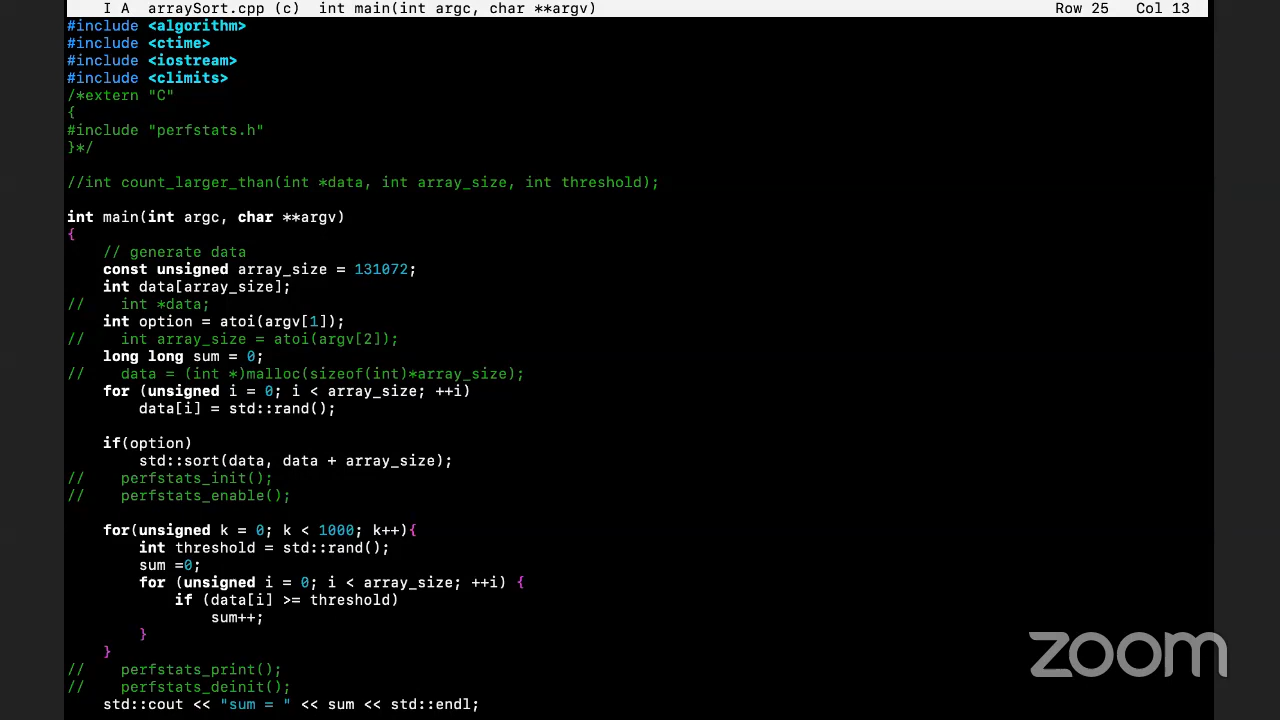 I A arraySort.cpp (c) int main(int argc, char **argv) Row 25 Col 13
#include <algorithm>
#include <ctime>
#include <iostream>
#include <climits>
/*extern "C"
{
#include "perfstats.h"
}*/
//int count_larger_than(int *data, int array_size, int threshold);
int main(int argc, char **argv)
{
    // generate data
    const unsigned array_size = 131072;
    int data[array_size];
//    int *data;
    int option = atoi(argv[1]);
//    int array_size = atoi(argv[2]);
    long long sum = 0;
//    data = (int *)malloc(sizeof(int)*array_size);
    for (unsigned i = 0; i < array_size; ++i)
        data[i] = std::rand();
    if(option)
        std::sort(data, data + array_size);
//    perfstats_init();
//    perfstats_enable();
    for(unsigned k = 0; k < 1000; k++){
        int threshold = std::rand();
        sum =0;
        for (unsigned i = 0; i < array_size; ++i) {
            if (data[i] >= threshold)
                sum++;
        }
    }
//    perfstats_print();
//    perfstats_deinit();
    std::cout << "sum = " << sum << std::endl;
zoom